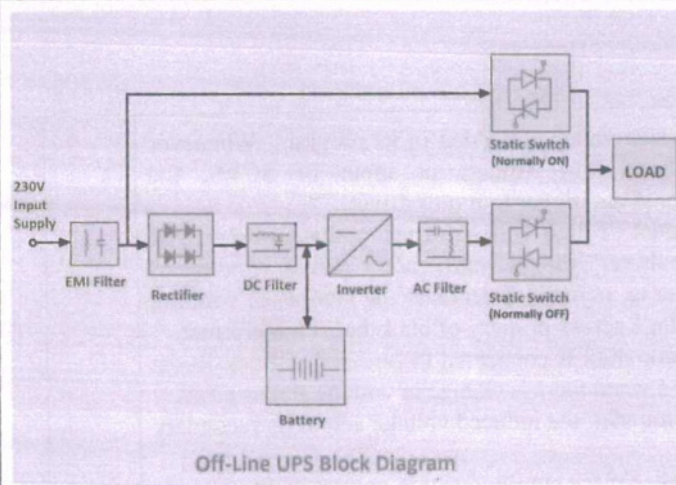 Static Switch
(Normally ON)
LOAD
230V
Input
Supply
EMI Filter
Rectifier
DC Filter
Inverter
AC Filter
Static Switch
(Normally OFF)
Battery
Off-Line UPS Block Diagram